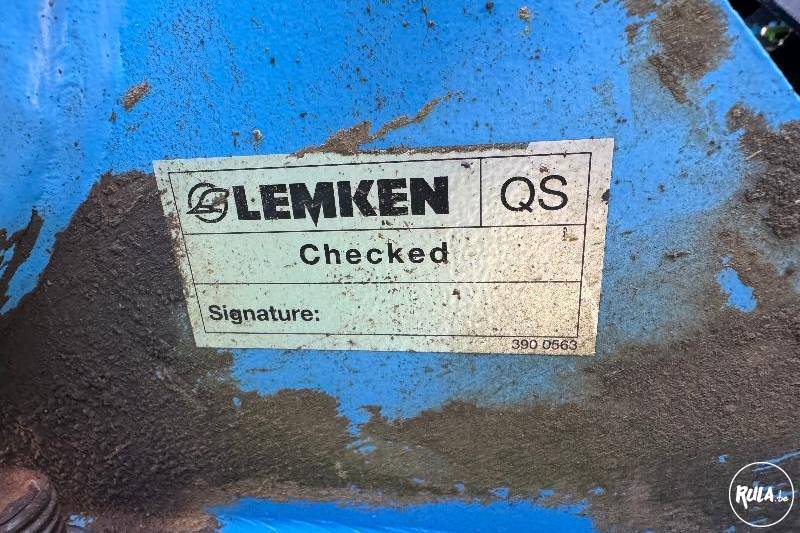 LEMKEN QS
Checked
Signature:
390 0563
RULA.be